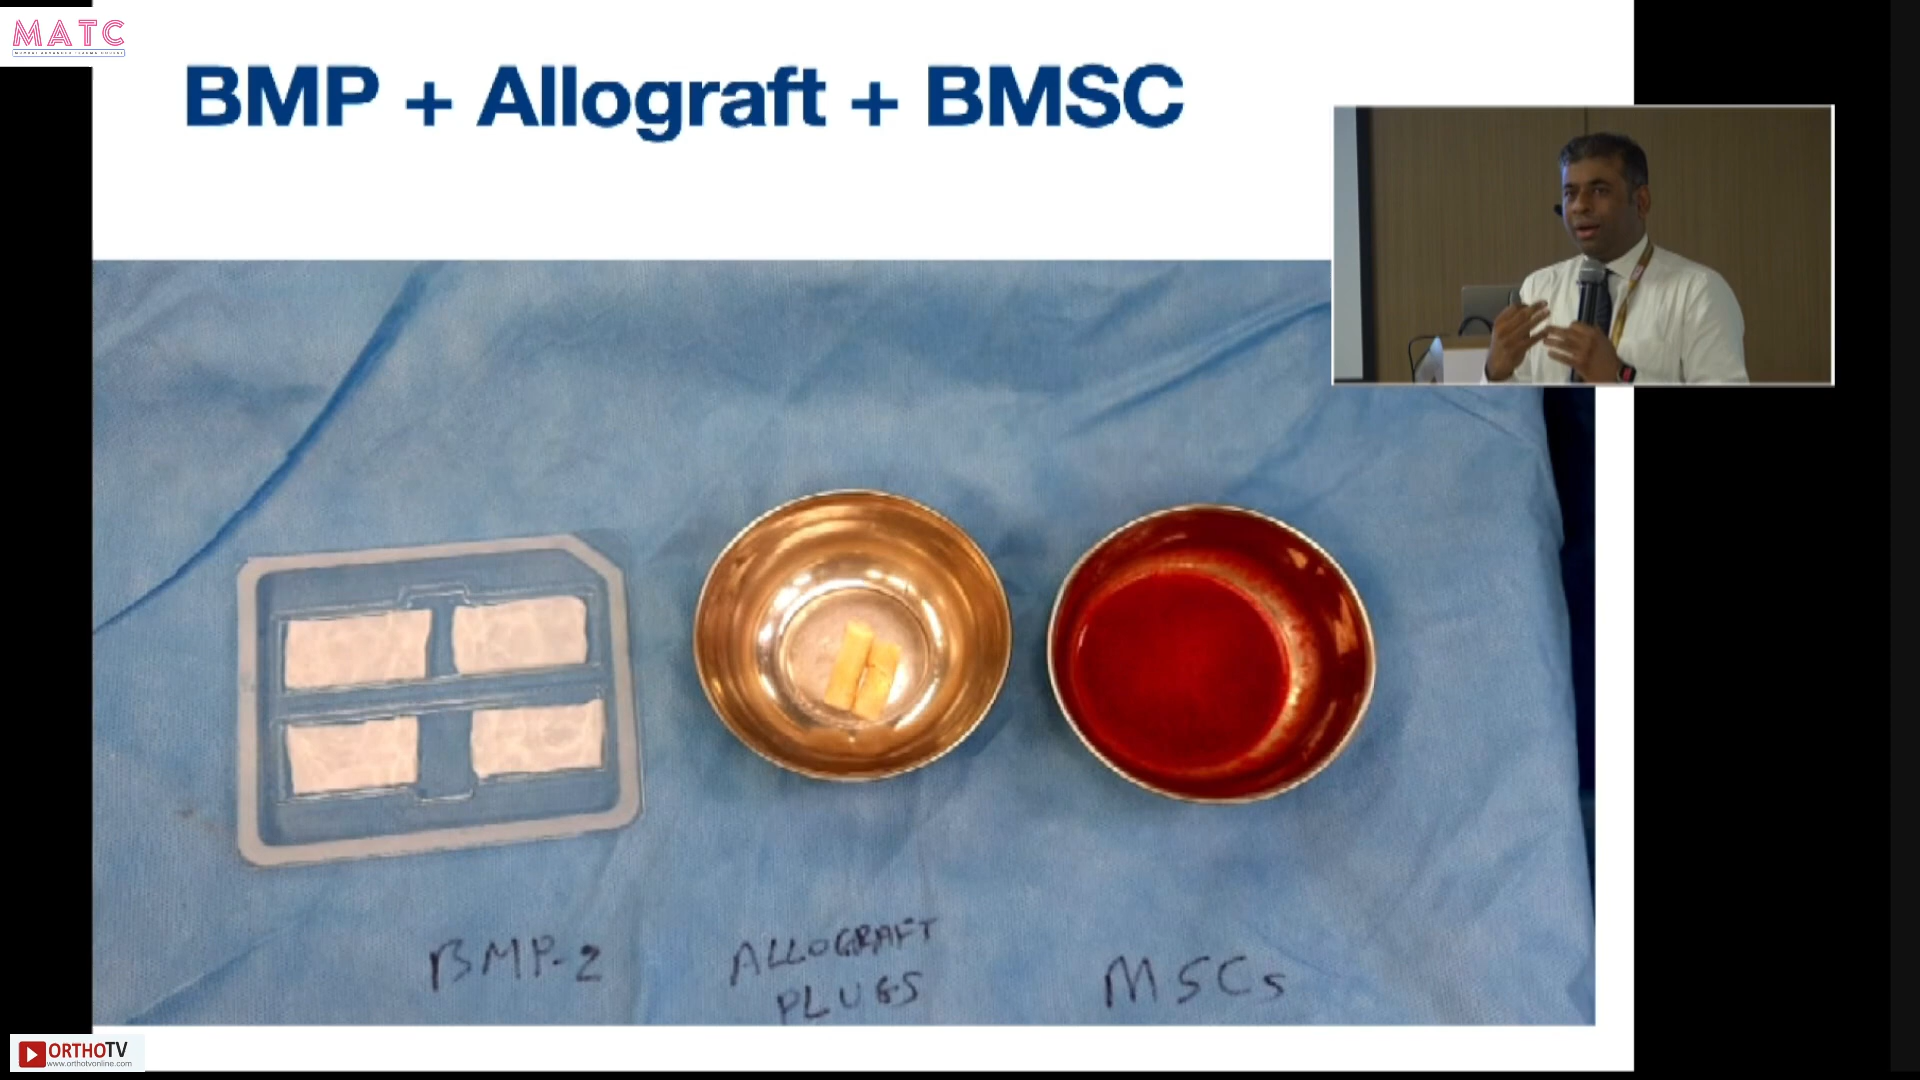 MATC
BMP + Allograft + BMSC
BMP-2
ALLOGRAFT
PLUGS
MSCs
ORTHOTV
www.orthotvonline.com